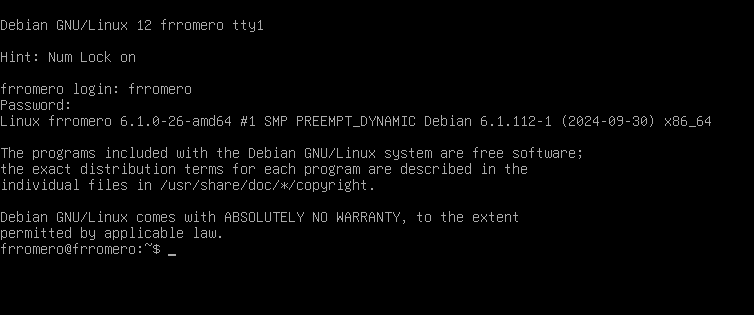 Debian GNU/Linux 12 frromero tty1
Hint: Num Lock on
frromero login: frromero
Password:
Linux frromero 6.1.0-26-amd64 #1 SMP PREEMPT_DYNAMIC Debian 6.1.112-1 (2024-09-30) x86_64
The programs included with the Debian GNU/Linux system are free software;
the exact distribution terms for each program are described in the
individual files in /usr/share/doc/*/copyright.
Debian GNU/Linux comes with ABSOLUTELY NO WARRANTY, to the extent
permitted by applicable law.
frromero@frromero:~$ _